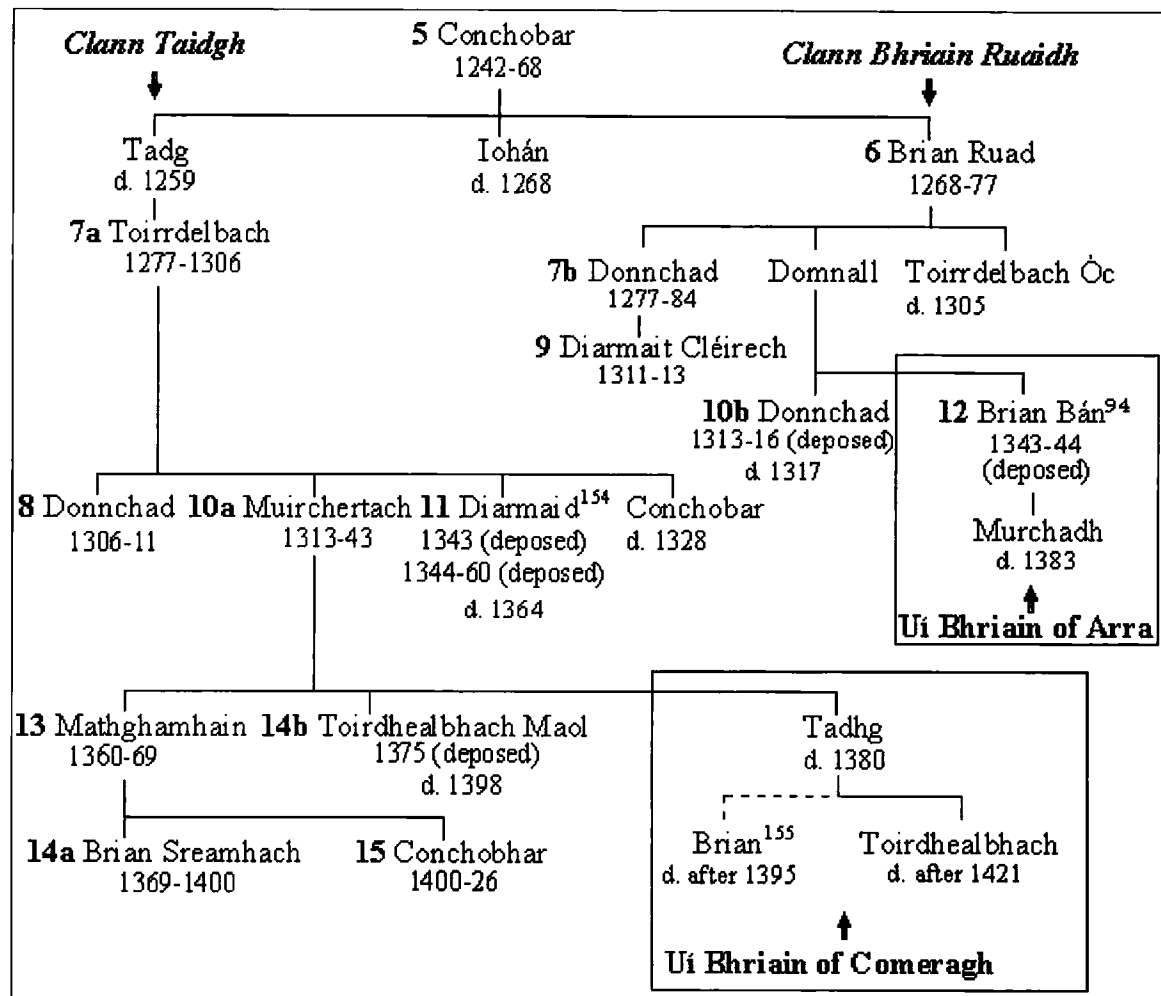 Clann Taidgh
5 Conchobar
1242-68
Clann Bhriain Ruaidh
Tadg
d. 1259
Iohán
d. 1268
6 Brian Ruad
1268-77
7a Toirrdelbach
1277-1306
7b Donnchad
1277-84
Domnall
Toirrdelbach Óc
d. 1305
9 Diarmait Cléirech
1311-13
10b Donnchad
1313-16 (deposed)
d. 1317
12 Brian Bán94
1343-44
(deposed)
Murchadh
d. 1383
Uí Bhriain of Arra
8 Donnchad
1306-11
10a Muirchertach
1313-43
11 Diarmaid154
1343 (deposed)
1344-60 (deposed)
d. 1364
Conchobar
d. 1328
13 Mathghamhain
1360-69
14b Toirdhealbhach Maol
1375 (deposed)
d. 1398
Tadhg
d. 1380
14a Brian Sreamhach
1369-1400
15 Conchobhar
1400-26
Brian155
d. after 1395
Toirdhealbhach
d. after 1421
Uí Bhriain of Comeragh